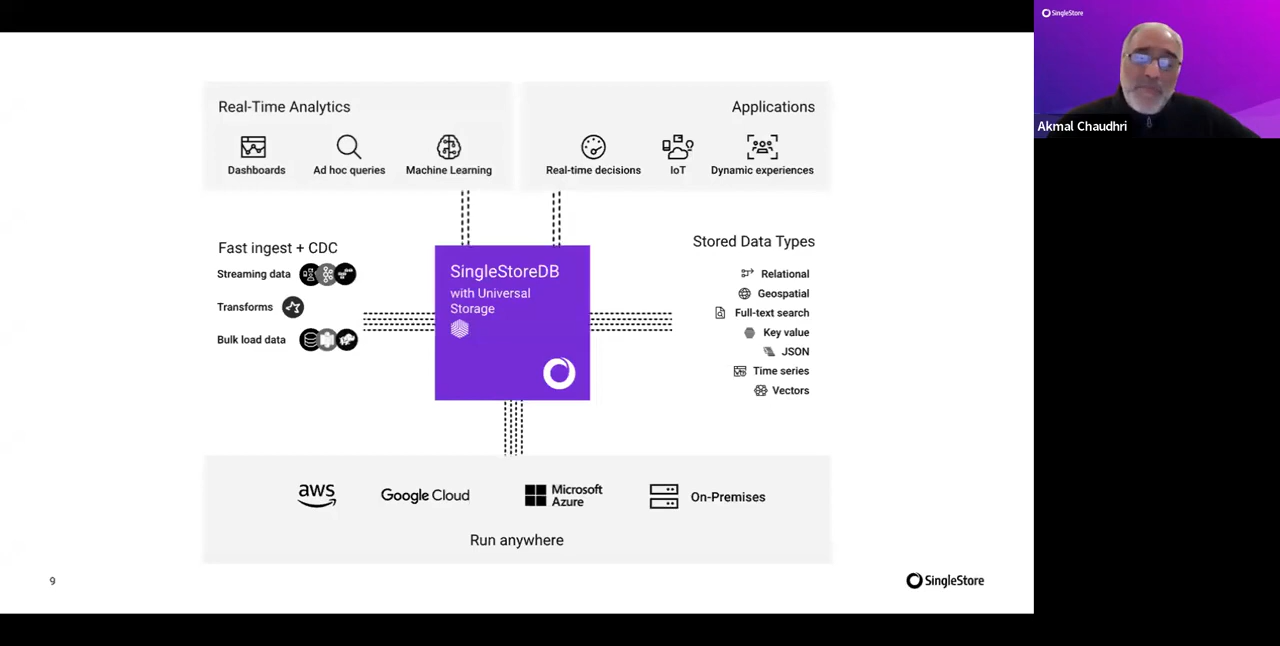 Real-Time Analytics
Dashboards
Ad hoc queries
Machine Learning
Applications
Real-time decisions
IoT
Dynamic experiences
Fast ingest + CDC
Streaming data
Transforms
Bulk load data
SingleStoreDB
with Universal
Storage
Stored Data Types
Relational
Geospatial
Full-text search
Key value
JSON
Time series
Vectors
aws
Google Cloud
Microsoft
Azure
On-Premises
Run anywhere
9
SingleStore
SingleStore
Akmal Chaudhri